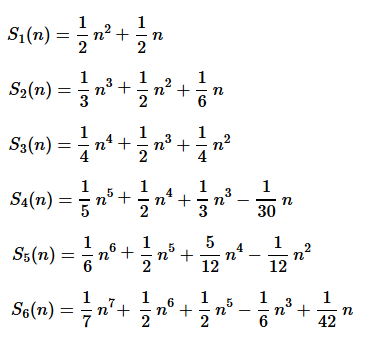 S₁(n) = 1/2 n² + 1/2 n
S₂(n) = 1/3 n³ + 1/2 n² + 1/6 n
S₃(n) = 1/4 n⁴ + 1/2 n³ + 1/4 n²
S₄(n) = 1/5 n⁵ + 1/2 n⁴ + 1/3 n³ − 1/30 n
S₅(n) = 1/6 n⁶ + 1/2 n⁵ + 5/12 n⁴ − 1/12 n²
S₆(n) = 1/7 n⁷ + 1/2 n⁶ + 1/2 n⁵ − 1/6 n³ + 1/42 n